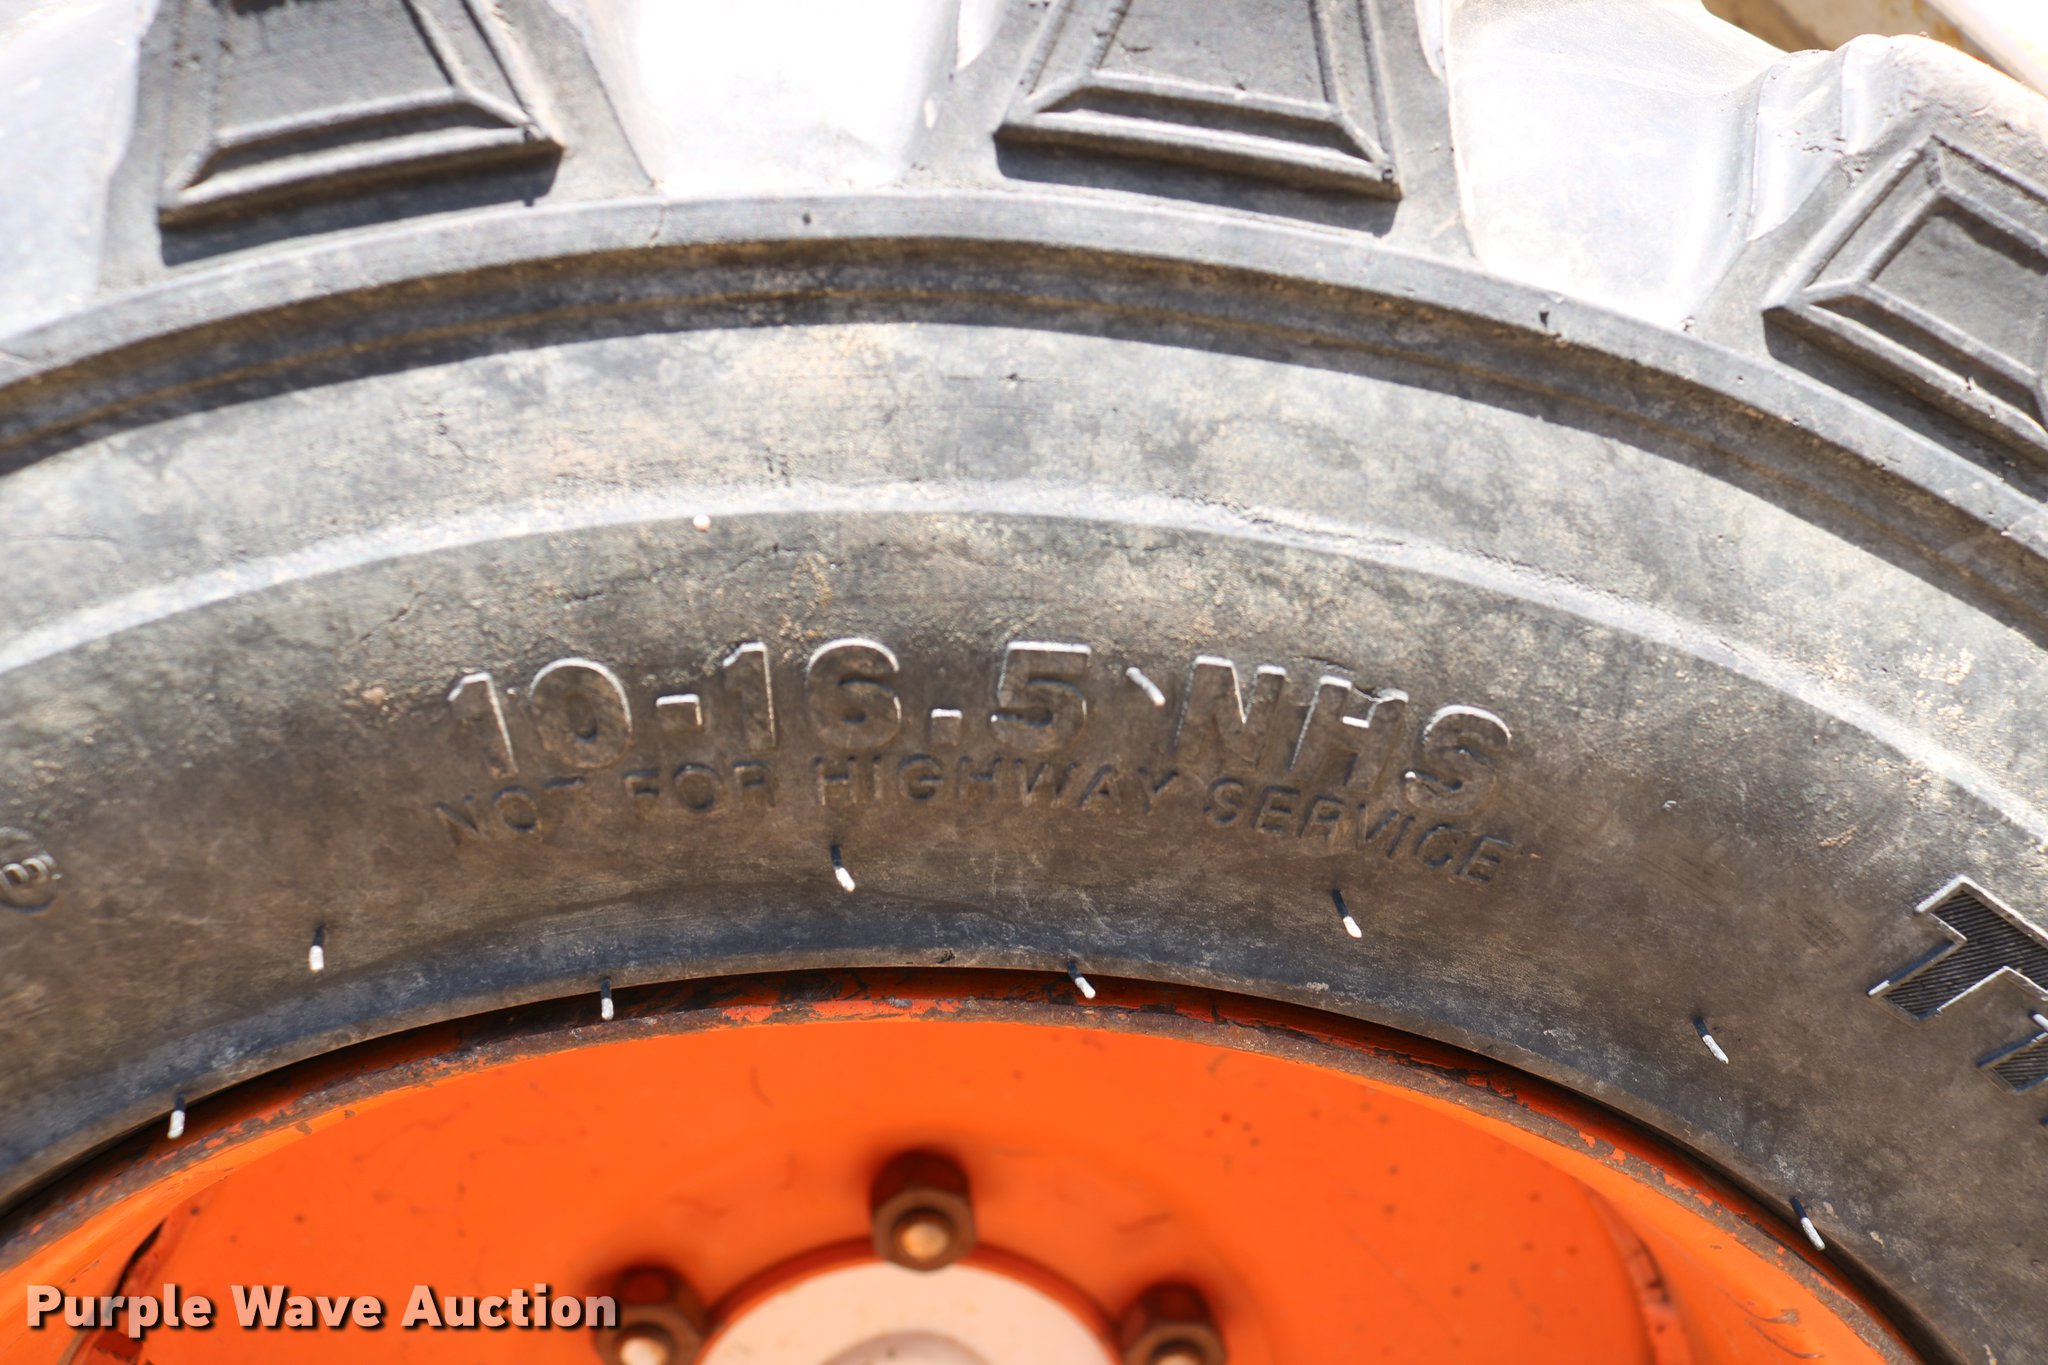 10-16.5 NHS
NOT FOR HIGHWAY SERVICE
Purple Wave Auction